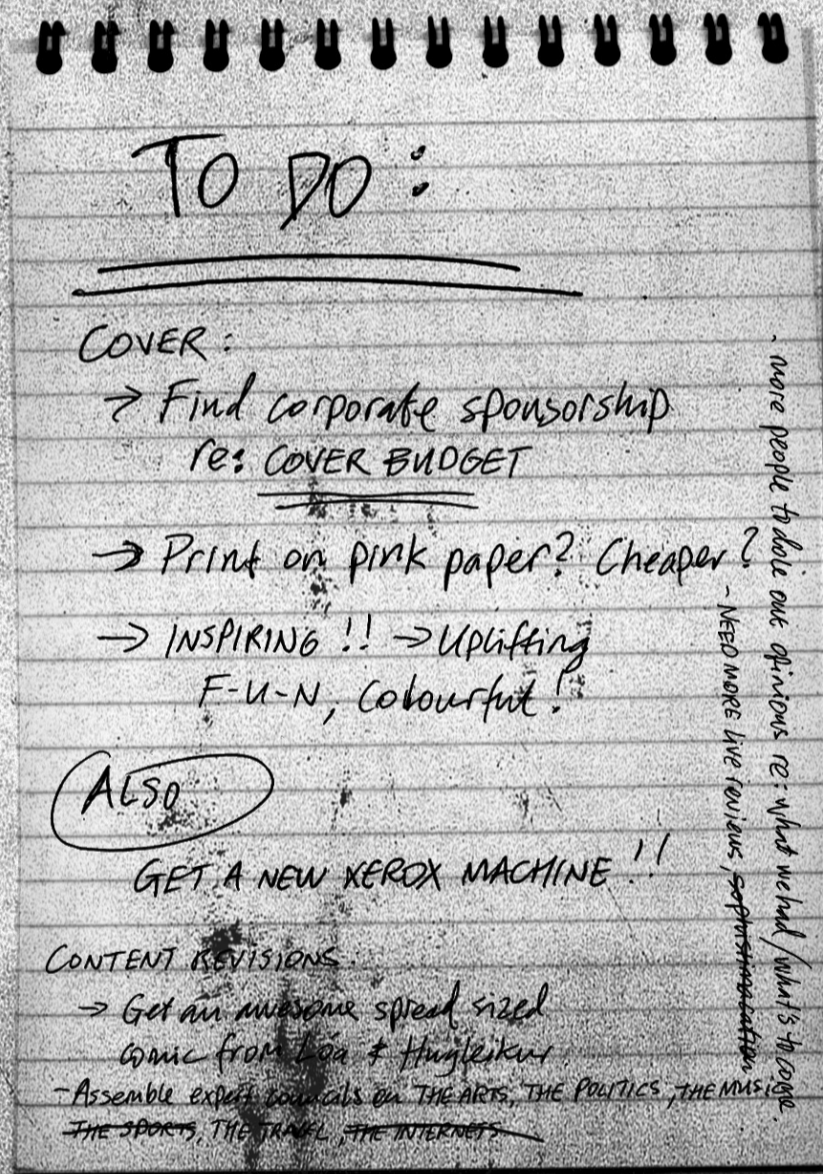 TO DO:
COVER:
→ Find corporate sponsorship
re: COVER BUDGET
→ Print on pink paper? Cheaper?
→ INSPIRING!! → Uplifting
F-U-N, Colourful!
ALSO
GET A NEW XEROX MACHINE!!
CONTENT REVISIONS
→ Get an awesome spread sized
comic from Lóa & Hugleikur
- Assemble expert councils on THE ARTS, THE POLITICS, THE MUSIC
THE SPORTS, THE TRAVEL, THE INTERNETS
- NEED MORE live reviews,
- more people to dole out opinions re: what we had/what's to come.